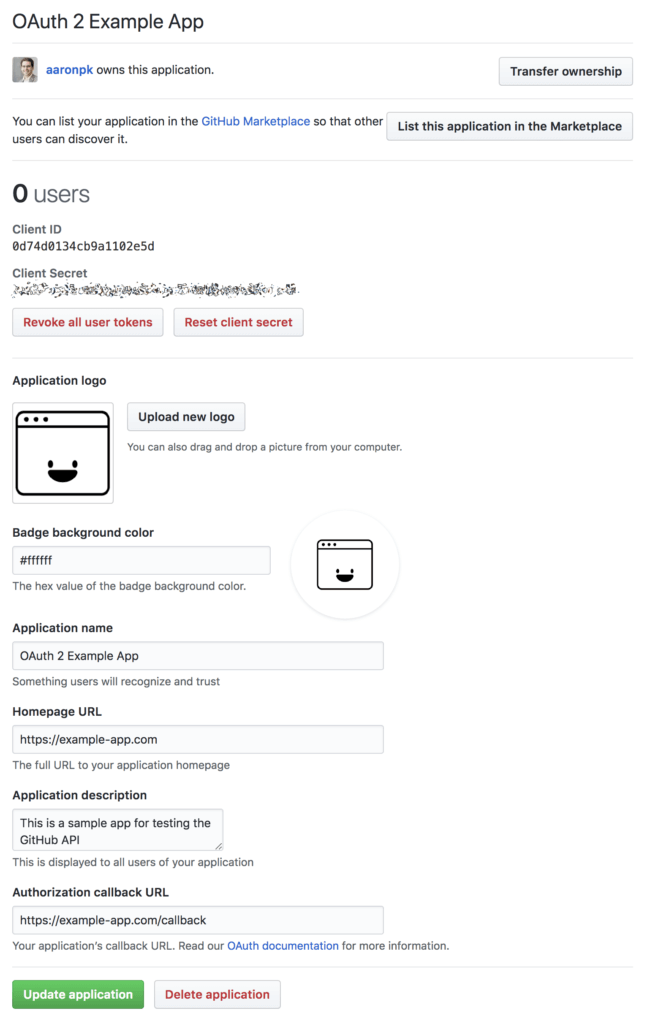 OAuth 2 Example App
aaronpk owns this application.
Transfer ownership
You can list your application in the GitHub Marketplace so that other
users can discover it.
List this application in the Marketplace
0 users
Client ID
0d74d0134cb9a1102e5d
Client Secret
Revoke all user tokens
Reset client secret
Application logo
Upload new logo
You can also drag and drop a picture from your computer.
Badge background color
#ffffff
The hex value of the badge background color.
Application name
OAuth 2 Example App
Something users will recognize and trust
Homepage URL
https://example-app.com
The full URL to your application homepage
Application description
This is a sample app for testing the
GitHub API
This is displayed to all users of your application
Authorization callback URL
https://example-app.com/callback
Your application's callback URL. Read our OAuth documentation for more information.
Update application
Delete application